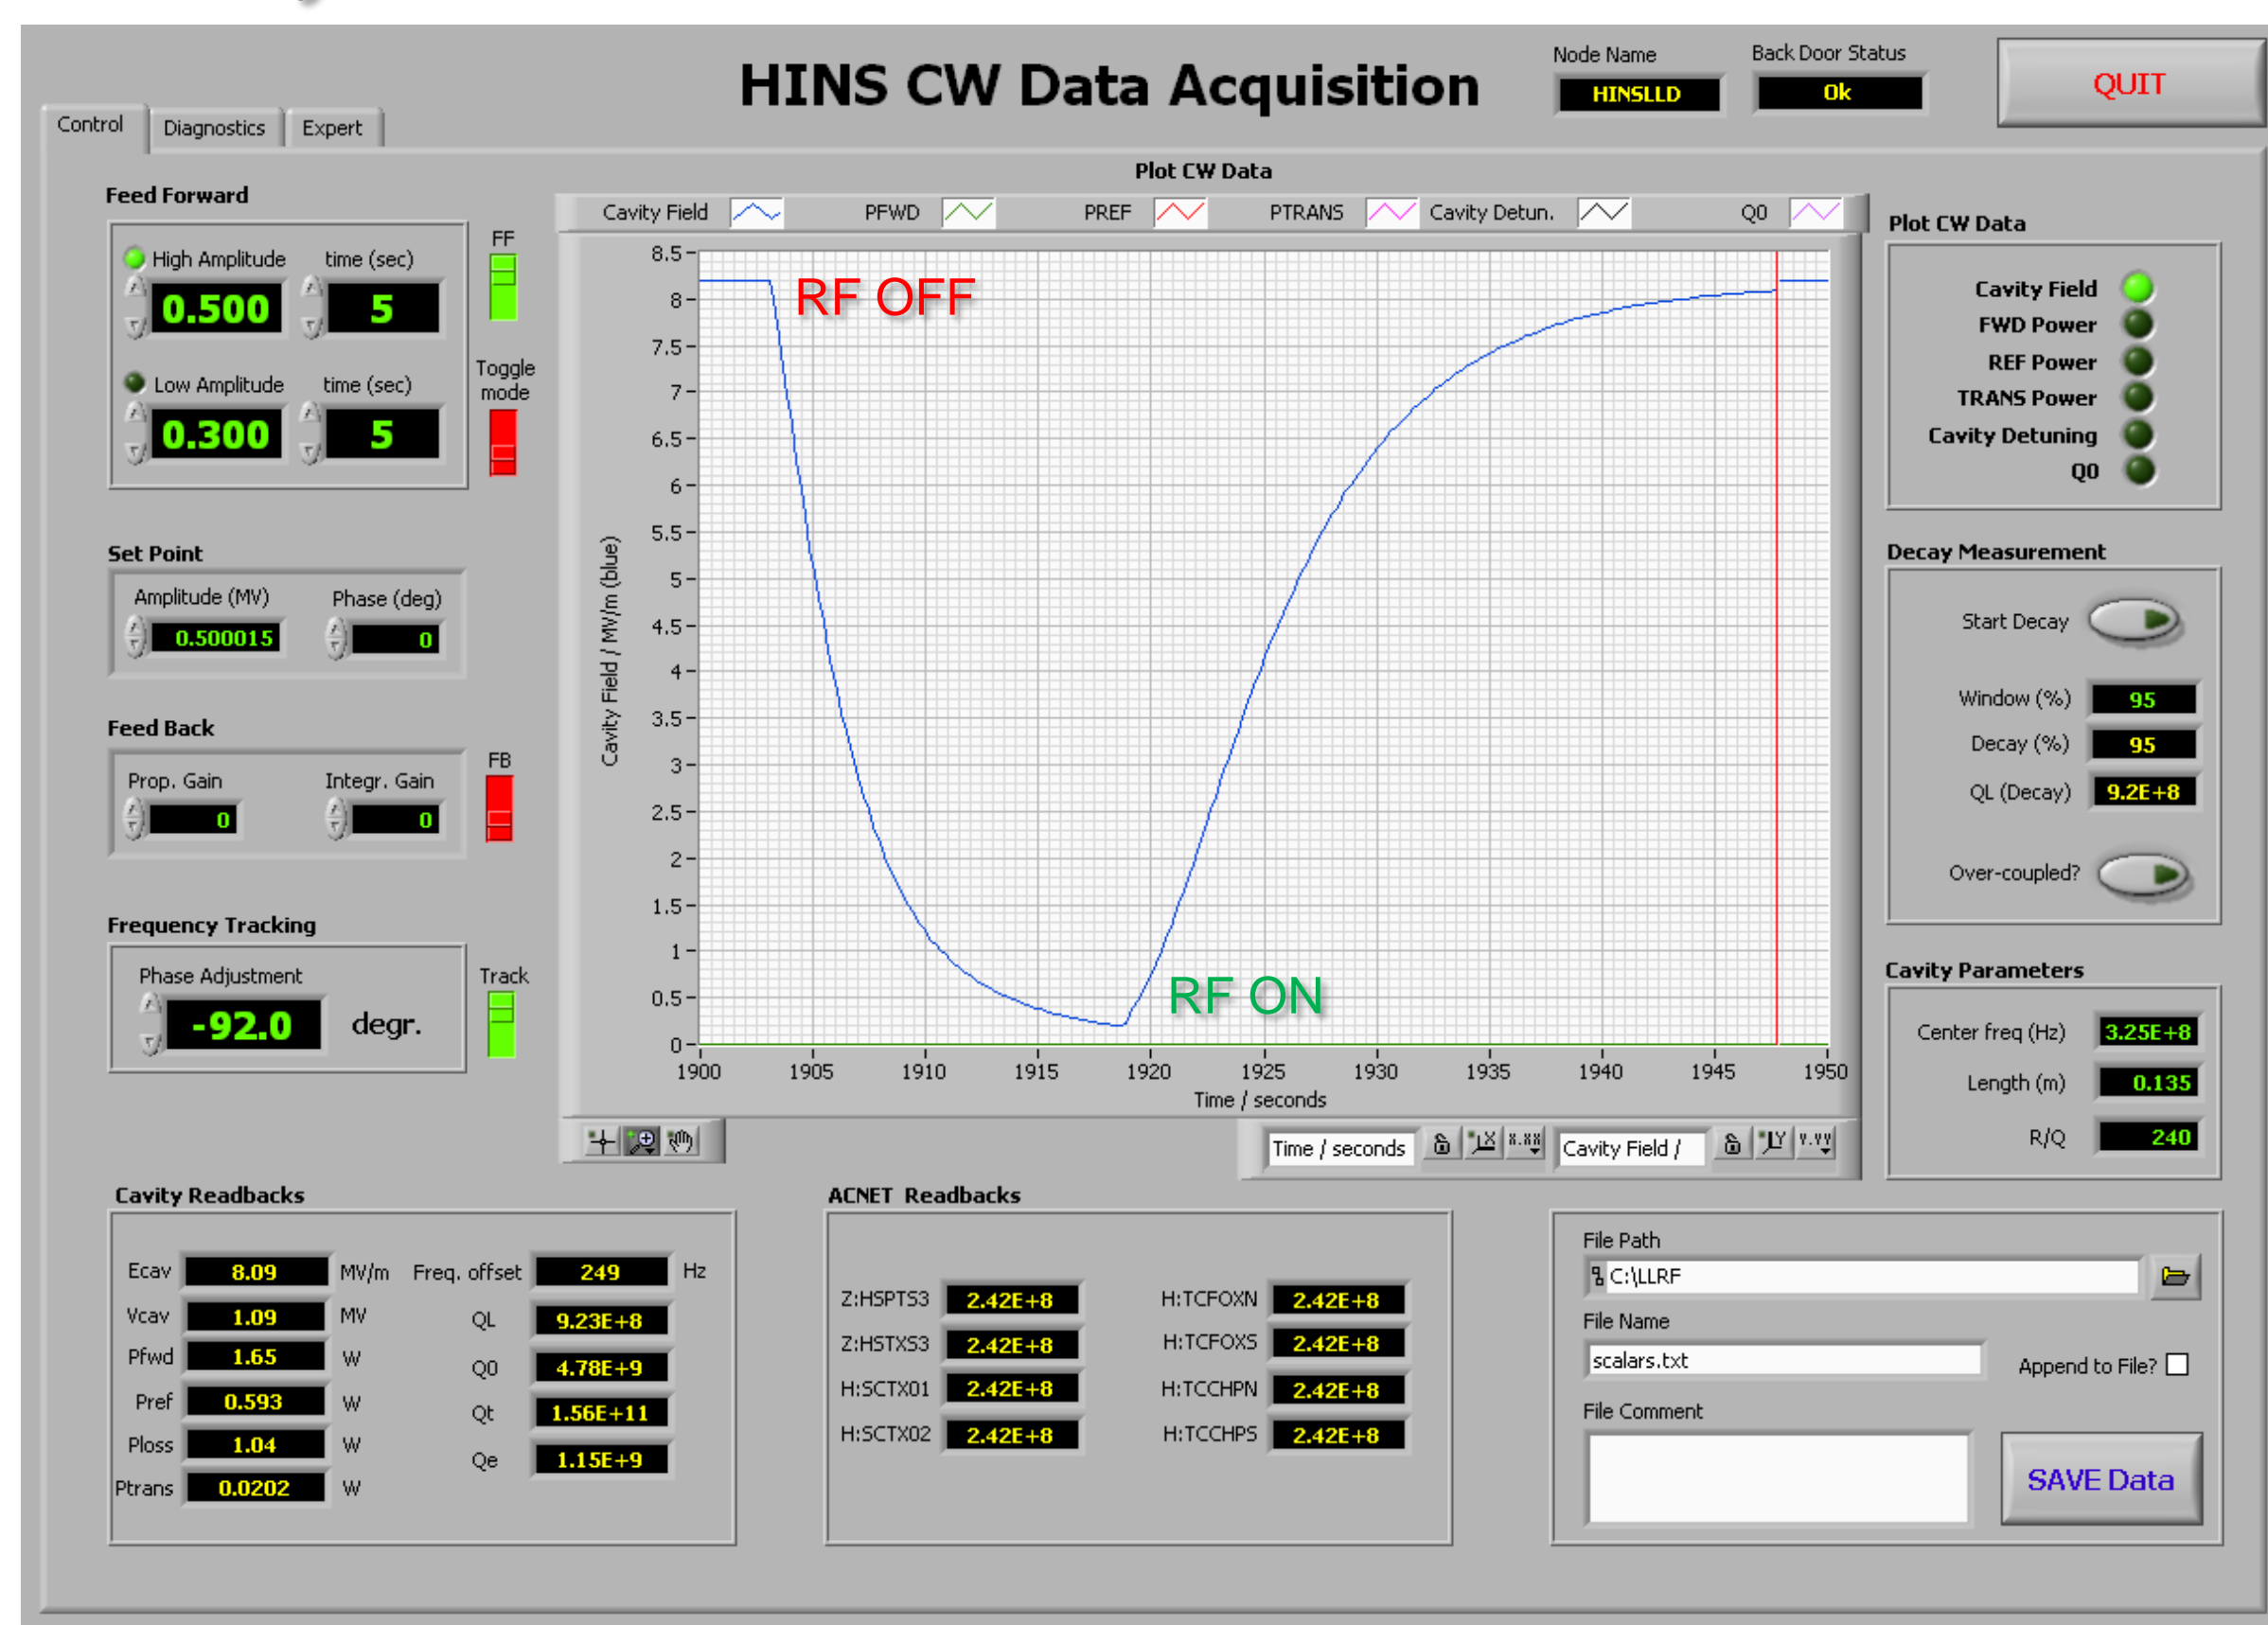 HINS CW Data Acquisition
Node Name
HINSLLD
Back Door Status
Ok
QUIT
Control Diagnostics Expert
Feed Forward
High Amplitude time (sec)
0.500 5
Low Amplitude time (sec)
0.300 5
FF
Toggle
mode
Set Point
Amplitude (MV) Phase (deg)
0.500015 0
Feed Back
Prop. Gain Integr. Gain
0 0
FB
Frequency Tracking
Phase Adjustment
-92.0 degr.
Track
Plot CW Data
Cavity Field PFWD PREF PTRANS Cavity Detun. Q0
Cavity Field / MV/m (blue)
8.5
8
7.5
7
6.5
6
5.5
5
4.5
4
3.5
3
2.5
2
1.5
1
0.5
0
RF OFF
RF ON
1900 1905 1910 1915 1920 1925 1930 1935 1940 1945 1950
Time / seconds
Time / seconds X X.XX Cavity Field / Y Y.YY
Plot CW Data
Cavity Field
FWD Power
REF Power
TRANS Power
Cavity Detuning
Q0
Decay Measurement
Start Decay
Window (%) 95
Decay (%) 95
QL (Decay) 9.2E+8
Over-coupled?
Cavity Parameters
Center freq (Hz) 3.25E+8
Length (m) 0.135
R/Q 240
Cavity Readbacks
Ecav 8.09 MV/m Freq. offset 249 Hz
Vcav 1.09 MV QL 9.23E+8
Pfwd 1.65 W Q0 4.78E+9
Pref 0.593 W Qt 1.56E+11
Ploss 1.04 W Qe 1.15E+9
Ptrans 0.0202 W
ACNET Readbacks
Z:HSPTS3 2.42E+8 H:TCFOXN 2.42E+8
Z:HSTXS3 2.42E+8 H:TCFOXS 2.42E+8
H:SCTX01 2.42E+8 H:TCCHPN 2.42E+8
H:SCTX02 2.42E+8 H:TCCHPS 2.42E+8
File Path
C:\LLRF
File Name
scalars.txt
Append to File?
File Comment
SAVE Data